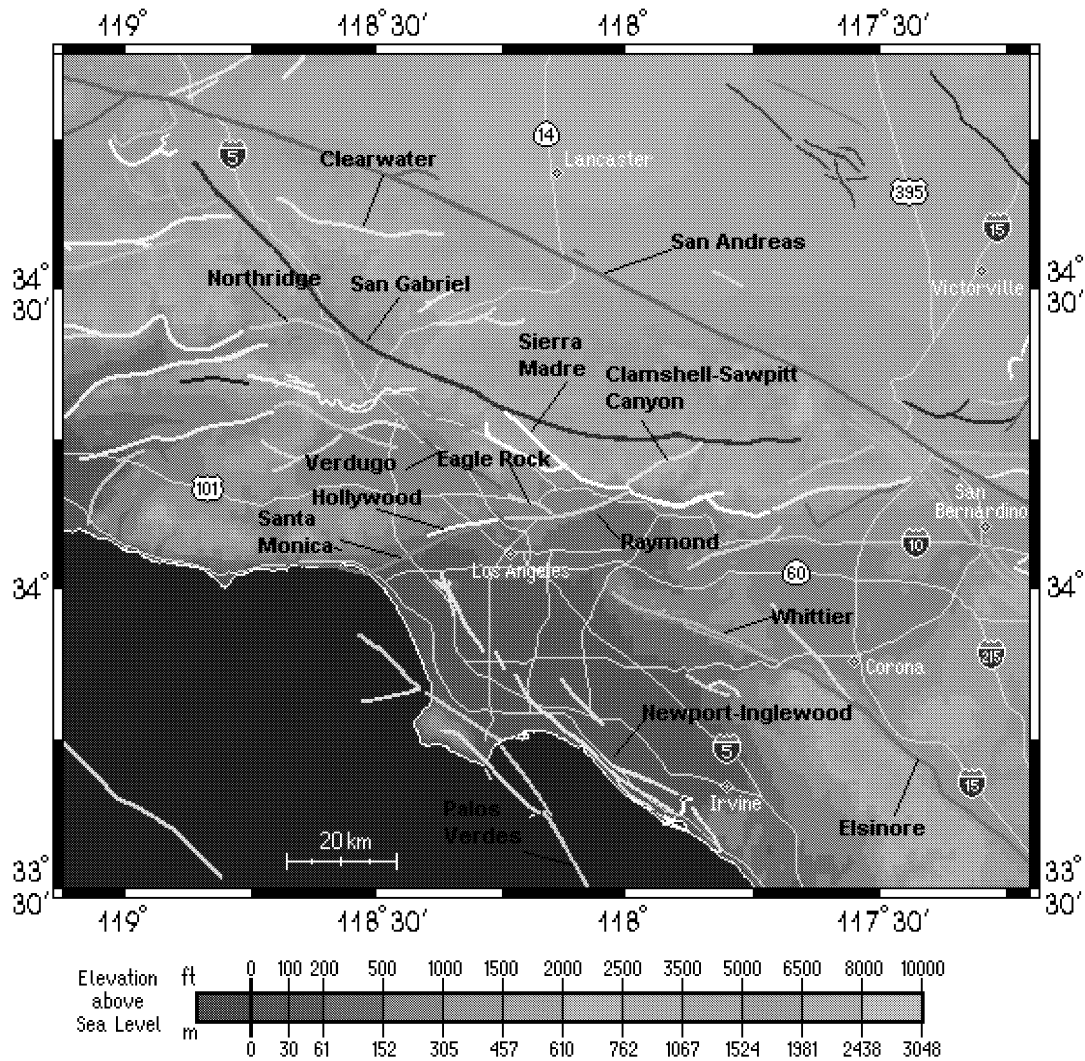 119° 118° 30′ 118° 117° 30′
14
Lancaster
5
Clearwater
395
15
San Andreas
34° 30′
34° 30′
Northridge
San Gabriel
Victorville
Sierra
Madre
Clamshell-Sawpitt
Canyon
Verdugo
Eagle Rock
101
Hollywood
San
Bernardino
Santa
Monica
Raymond
10
Los Angeles
60
34°
34°
Whittier
215
Corona
Newport-Inglewood
5
15
Irvine
Palos
Verdes
Elsinore
20 km
33° 30′
33° 30′
119° 118° 30′ 118° 117° 30′
Elevation
above
Sea Level
ft 0 100 200 500 1000 1500 2000 2500 3500 5000 6500 8000 10000
m 0 30 61 152 305 457 610 762 1067 1524 1981 2438 3048